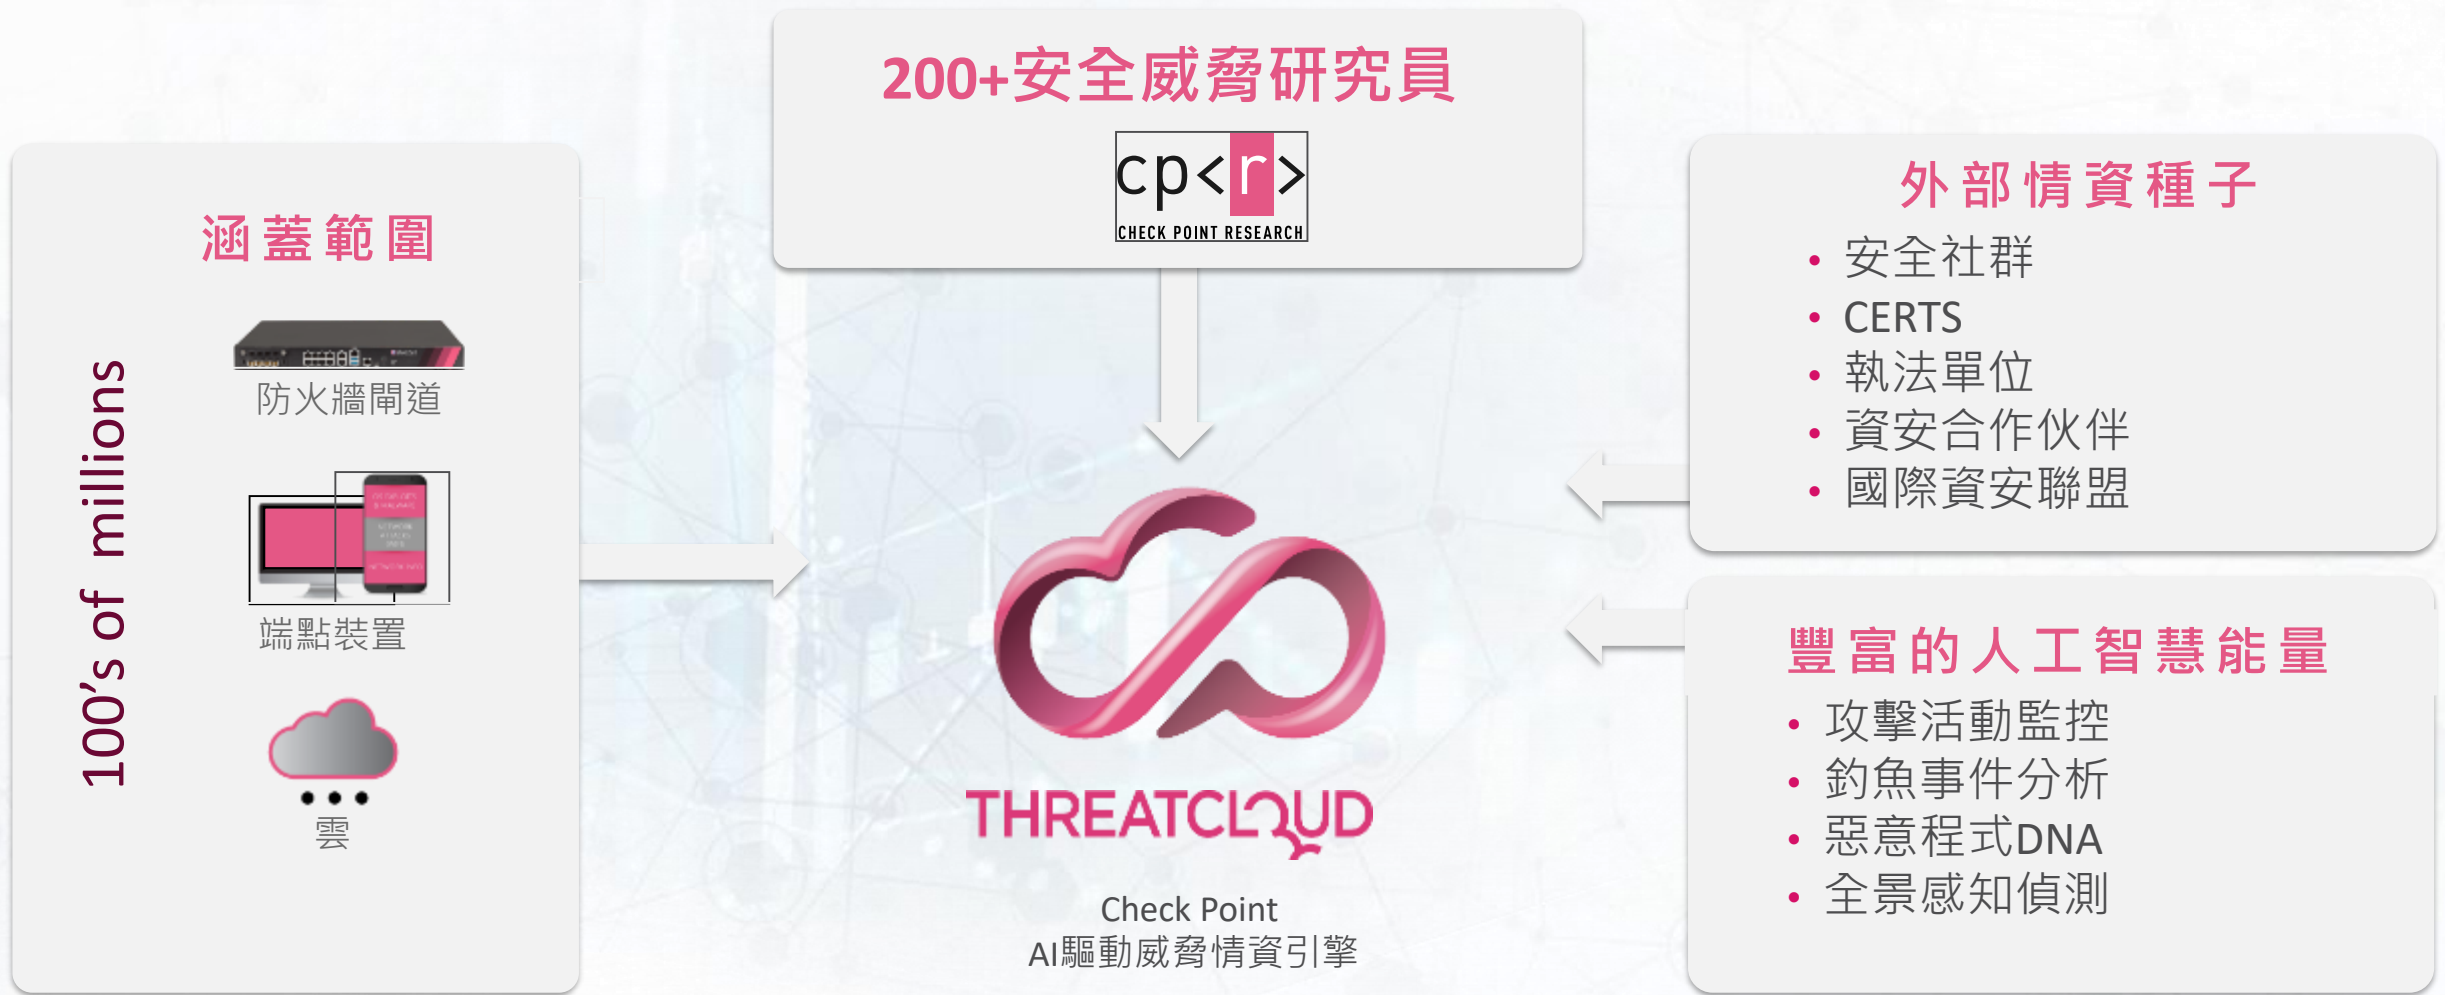 200+安全威脅研究員
cp<r>
CHECK POINT RESEARCH
涵蓋範圍
100's of millions
防火牆閘道
端點裝置
雲
THREATCLOUD
Check Point
AI驅動威脅情資引擎
外部情資種子
• 安全社群
• CERTS
• 執法單位
• 資安合作伙伴
• 國際資安聯盟
豐富的人工智慧能量
• 攻擊活動監控
• 釣魚事件分析
• 惡意程式DNA
• 全景感知偵測